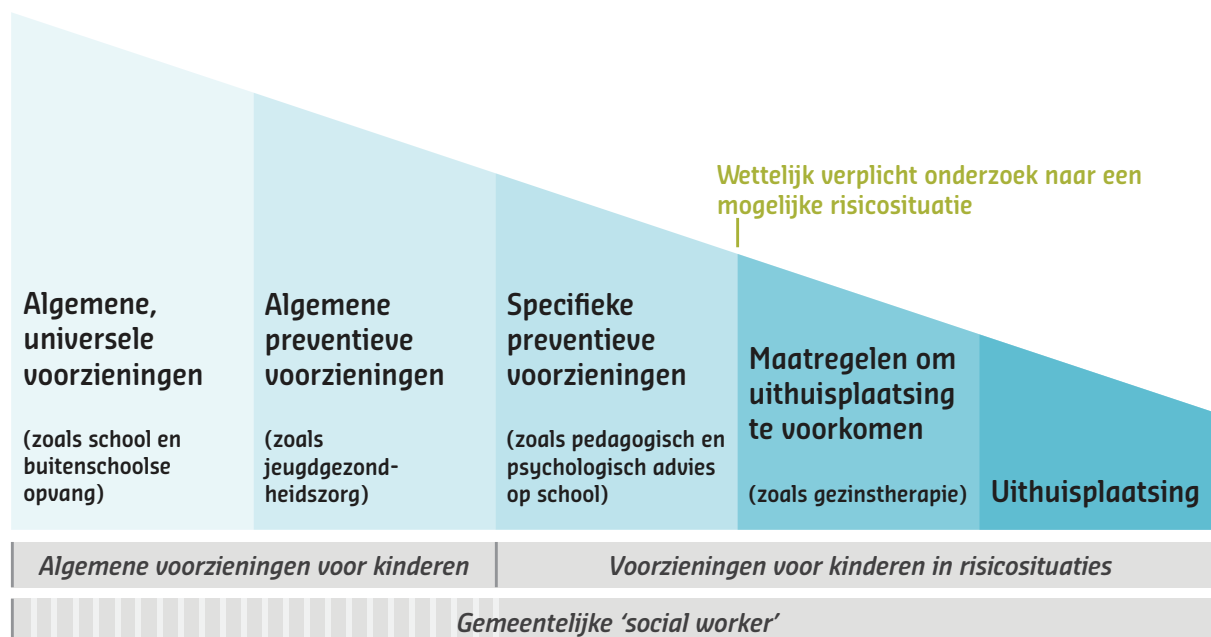 Wettelijk verplicht onderzoek naar een
mogelijke risicosituatie
Algemene,
universele
voorzieningen
(zoals school en
buitenschoolse
opvang)
Algemene
preventieve
voorzieningen
(zoals
jeugdgezond-
heidszorg)
Specifieke
preventieve
voorzieningen
(zoals pedagogisch en
psychologisch advies
op school)
Maatregelen om
uithuisplaatsing
te voorkomen
(zoals gezinstherapie)
Uithuisplaatsing
Algemene voorzieningen voor kinderen
Voorzieningen voor kinderen in risicosituaties
Gemeentelijke ‘social worker’